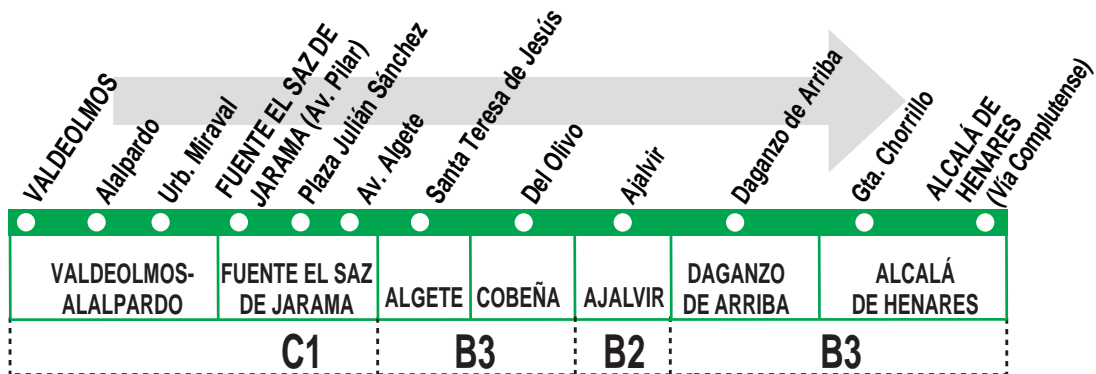 VALDEOLMOS
Alalpardo
Urb. Miraval
FUENTE EL SAZ DE
JARAMA (Av. Pilar)
Plaza Julián Sánchez
Av. Algete
Santa Teresa de Jesús
Del Olivo
Ajalvir
Daganzo de Arriba
Gta. Chorrillo
ALCALÁ DE
HENARES
(Vía Complutense)
VALDEOLMOS-
ALALPARDO
FUENTE EL SAZ
DE JARAMA
ALGETE
COBEÑA
AJALVIR
DAGANZO
DE ARRIBA
ALCALÁ
DE HENARES
C1
B3
B2
B3